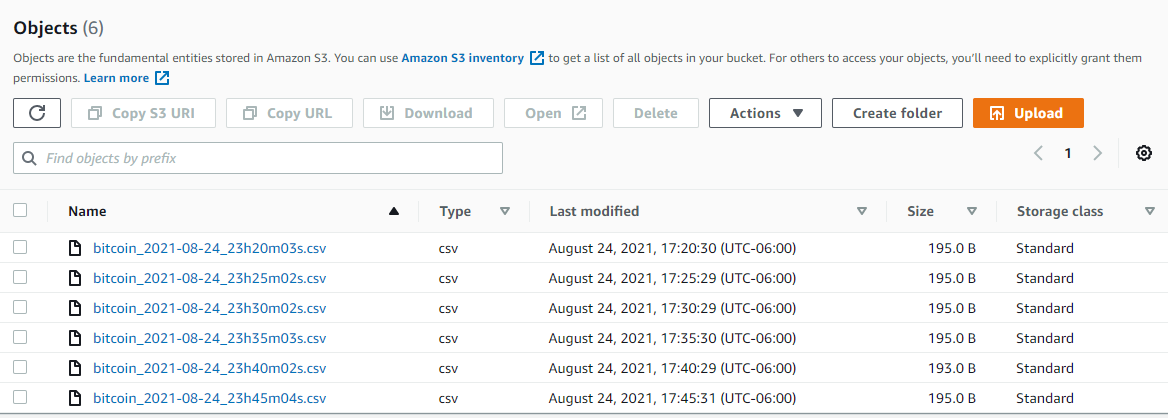 Objects (6)
Objects are the fundamental entities stored in Amazon S3. You can use Amazon S3 inventory to get a list of all objects in your bucket. For others to access your objects, you'll need to explicitly grant them
permissions. Learn more
Copy S3 URI Copy URL Download Open Delete Actions Create folder Upload
Find objects by prefix 1
Name Type Last modified Size Storage class
bitcoin_2021-08-24_23h20m03s.csv csv August 24, 2021, 17:20:30 (UTC-06:00) 195.0 B Standard
bitcoin_2021-08-24_23h25m02s.csv csv August 24, 2021, 17:25:29 (UTC-06:00) 195.0 B Standard
bitcoin_2021-08-24_23h30m02s.csv csv August 24, 2021, 17:30:29 (UTC-06:00) 195.0 B Standard
bitcoin_2021-08-24_23h35m03s.csv csv August 24, 2021, 17:35:30 (UTC-06:00) 195.0 B Standard
bitcoin_2021-08-24_23h40m02s.csv csv August 24, 2021, 17:40:29 (UTC-06:00) 193.0 B Standard
bitcoin_2021-08-24_23h45m04s.csv csv August 24, 2021, 17:45:31 (UTC-06:00) 195.0 B Standard